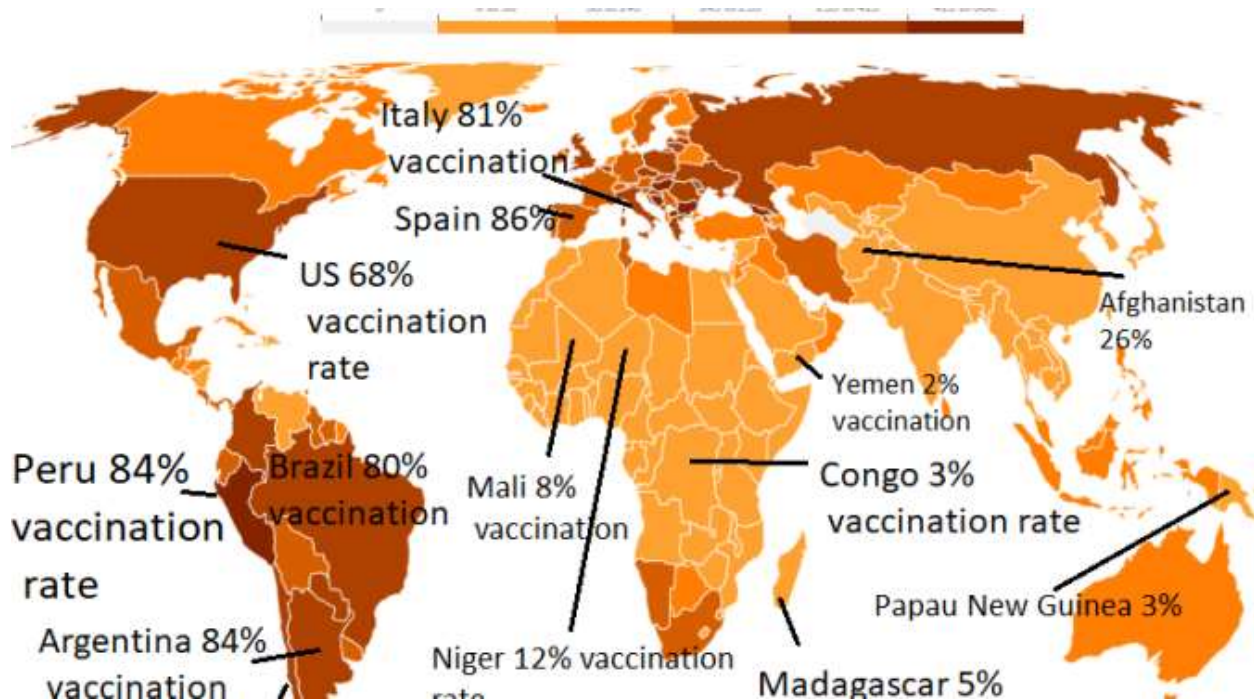 Italy 81%
vaccination
Spain 86%
US 68%
vaccination
rate
Afghanistan
26%
Yemen 2%
vaccination
Peru 84%
vaccination
rate
Brazil 80%
vaccination
Mali 8%
vaccination
Congo 3%
vaccination rate
Papau New Guinea 3%
Argentina 84%
vaccination
Niger 12% vaccination
rate
Madagascar 5%